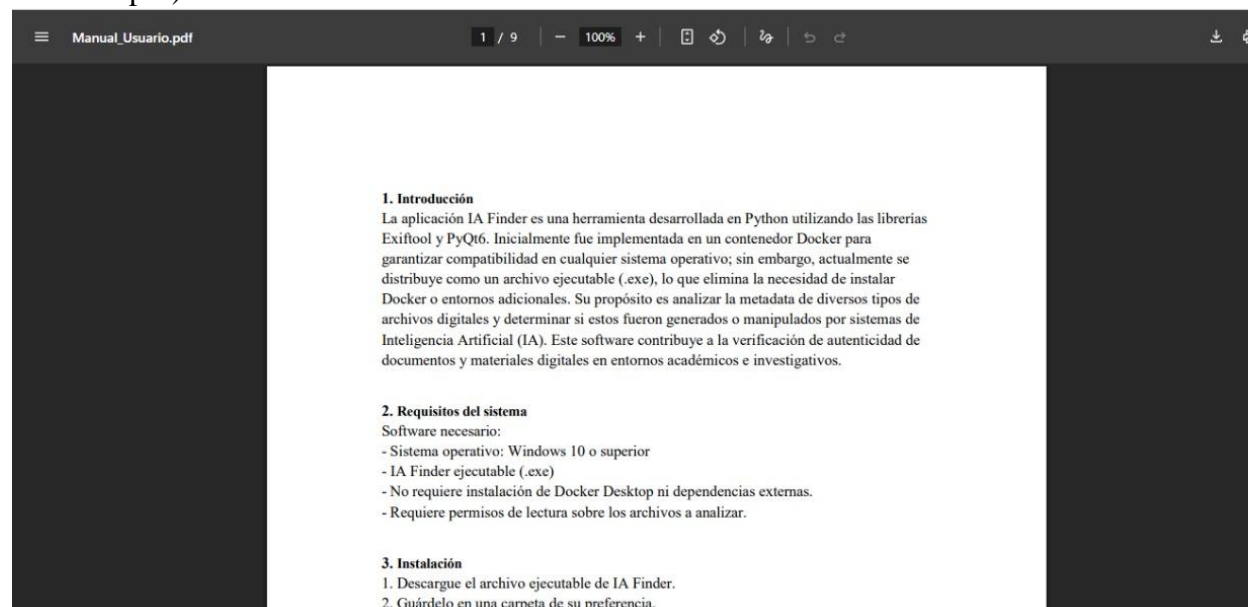 Manual_Usuario.pdf
1 / 9
100%
1. Introducción
La aplicación IA Finder es una herramienta desarrollada en Python utilizando las librerías
Exiftool y PyQt6. Inicialmente fue implementada en un contenedor Docker para
garantizar compatibilidad en cualquier sistema operativo; sin embargo, actualmente se
distribuye como un archivo ejecutable (.exe), lo que elimina la necesidad de instalar
Docker o entornos adicionales. Su propósito es analizar la metadata de diversos tipos de
archivos digitales y determinar si estos fueron generados o manipulados por sistemas de
Inteligencia Artificial (IA). Este software contribuye a la verificación de autenticidad de
documentos y materiales digitales en entornos académicos e investigativos.
2. Requisitos del sistema
Software necesario:
- Sistema operativo: Windows 10 o superior
- IA Finder ejecutable (.exe)
- No requiere instalación de Docker Desktop ni dependencias externas.
- Requiere permisos de lectura sobre los archivos a analizar.
3. Instalación
1. Descargue el archivo ejecutable de IA Finder.
2. Guárdelo en una carpeta de su preferencia.